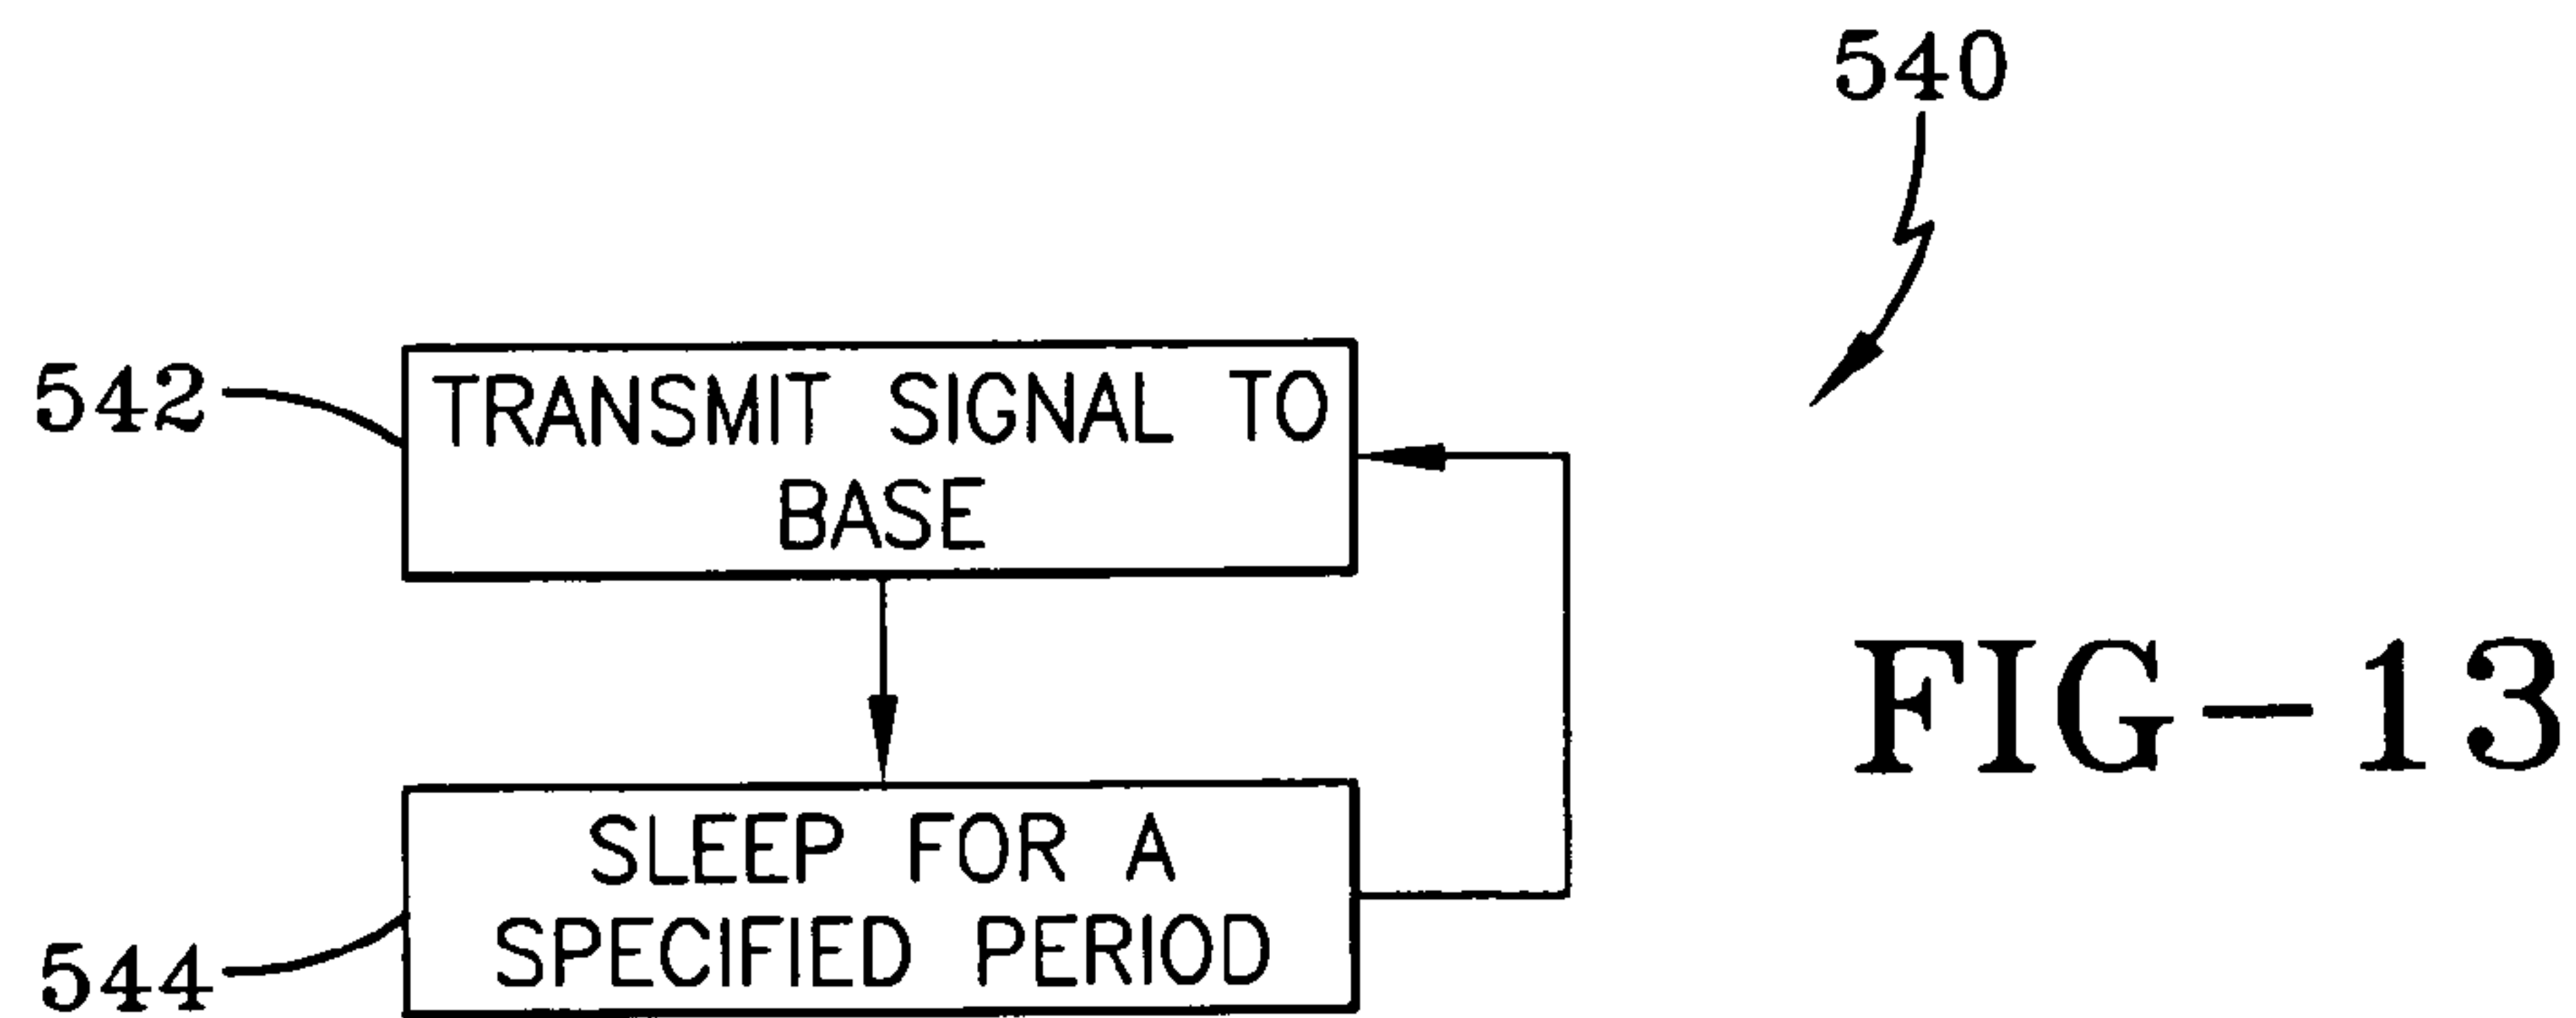 540
542
TRANSMIT SIGNAL TO
BASE
FIG-13
SLEEP FOR A
SPECIFIED PERIOD
544